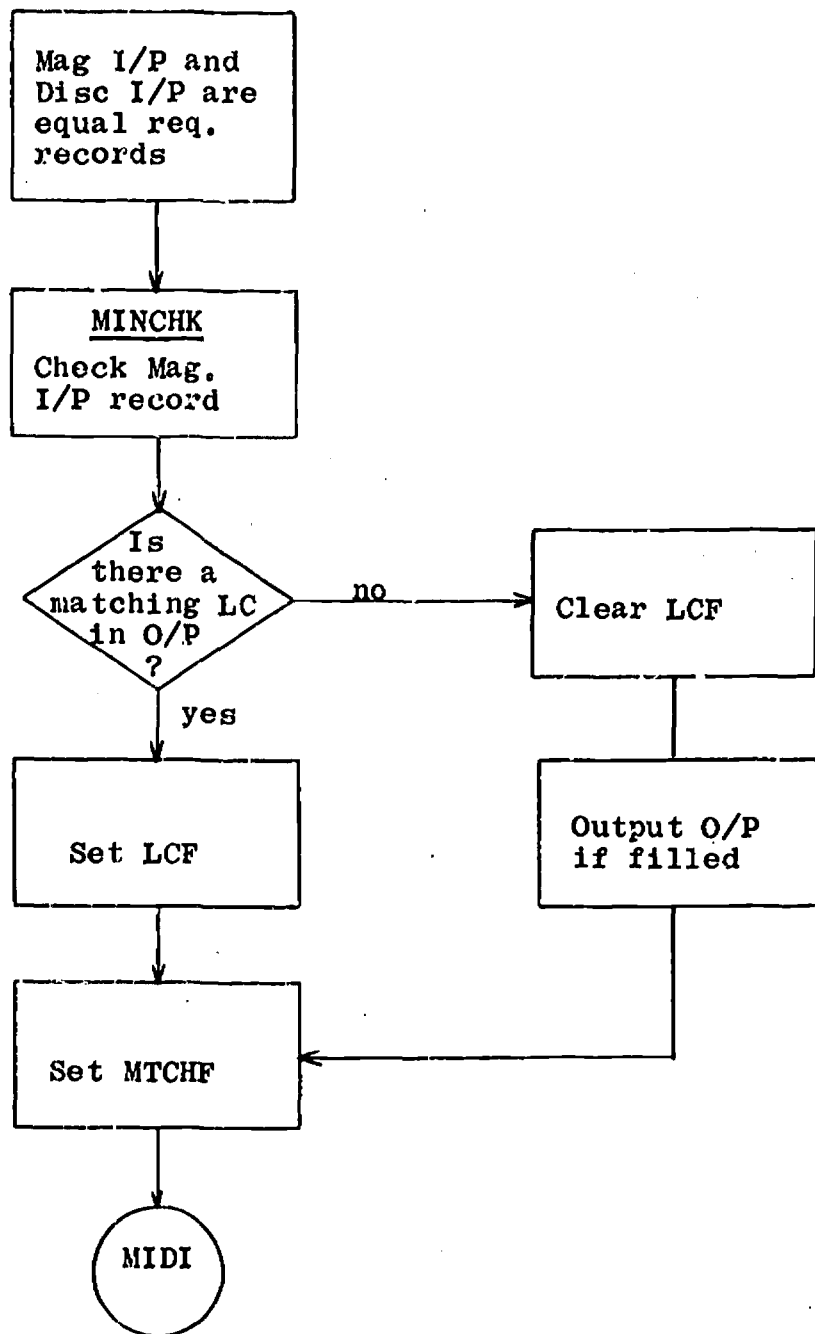 Mag I/P and
Disc I/P are
equal req.
records
MINCHK
Check Mag.
I/P record
Is
there a
matching LC
in O/P
?
no
Clear LCF
yes
Set LCF
Output O/P
if filled
Set MTCHF
MIDI